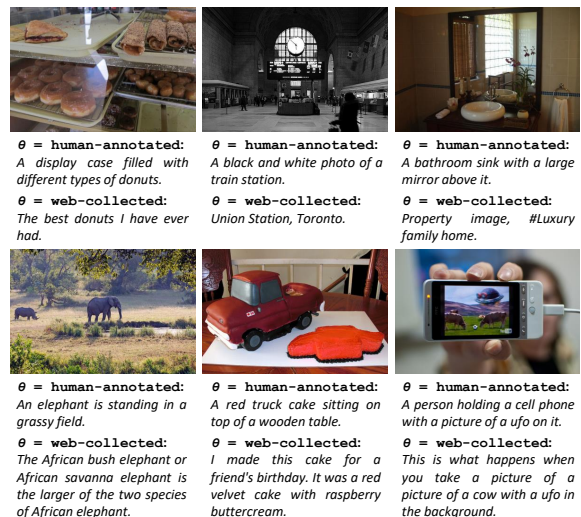 θ = human-annotated:
A display case filled with
different types of donuts.
θ = web-collected:
The best donuts I have ever
had.
θ = human-annotated:
A black and white photo of a
train station.
θ = web-collected:
Union Station, Toronto.
θ = human-annotated:
A bathroom sink with a large
mirror above it.
θ = web-collected:
Property image, #Luxury
family home.
θ = human-annotated:
An elephant is standing in a
grassy field.
θ = web-collected:
The African bush elephant or
African savanna elephant is
the larger of the two species
of African elephant.
θ = human-annotated:
A red truck cake sitting on
top of a wooden table.
θ = web-collected:
I made this cake for a
friend's birthday. It was a red
velvet cake with raspberry
buttercream.
θ = human-annotated:
A person holding a cell phone
with a picture of a ufo on it.
θ = web-collected:
This is what happens when
you take a picture of a
picture of a cow with a ufo in
the background.